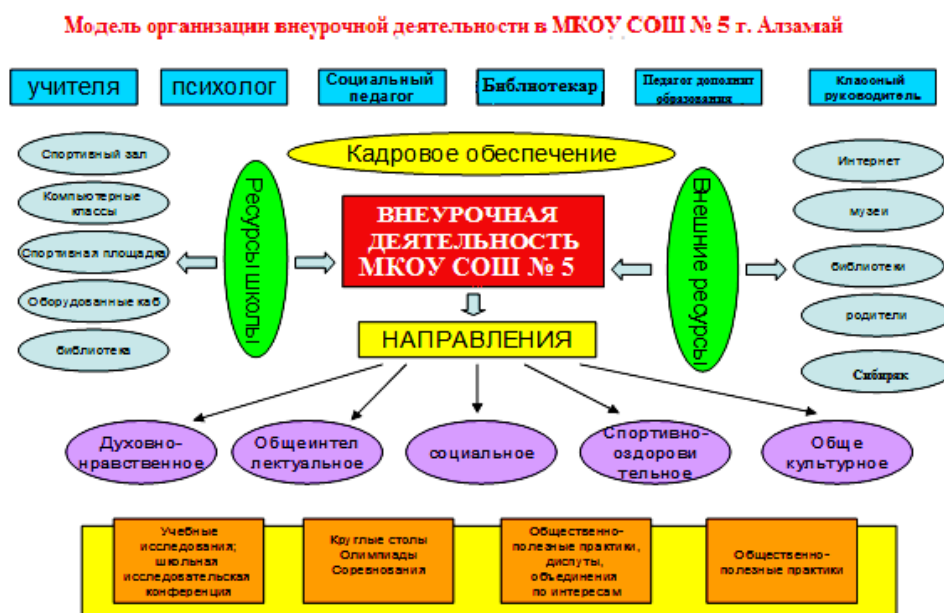 Модель организации внеурочной деятельности в МКОУ СОШ № 5 г. Алзамай
учителя
психолог
Социальный
педагог
Библиотекар
Педагог дополнит
образования
Классный
руководитель
Кадровое обеспечение
Спортивный зал
Компьютерные
классы
Спортивная площадка
Оборудованные каб
библиотека
Ресурсы школы
ВНЕУРОЧНАЯ
ДЕЯТЕЛЬНОСТЬ
МКОУ СОШ № 5
Внешние ресурсы
Интернет
музеи
библиотеки
родители
Сибиряк
НАПРАВЛЕНИЯ
Духовно-
нравственное
Общеинтел
лектуальное
социальное
Спортивно-
оздорови
тельное
Обще
культурное
Учебные
исследования;
школьная
исследовательская
конференция
Круглые столы
Олимпиады
Соревнования
Общественно-
полезные практики,
диспуты,
объединения
по интересам
Общественно-
полезные практики